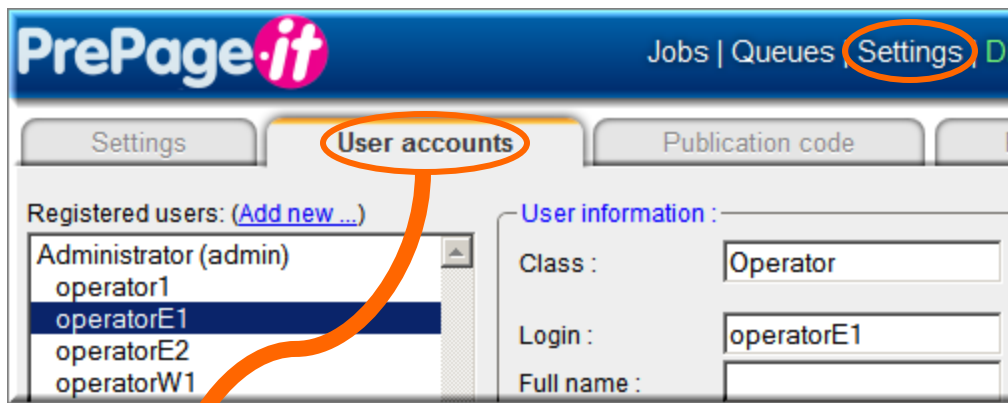 PrePage-it
Jobs | Queues | Settings | D
Settings
User accounts
Publication code
Registered users: (Add new ...)
Administrator (admin)
operator1
operatorE1
operatorE2
operatorW1
User information :
Class :
Operator
Login :
operatorE1
Full name :